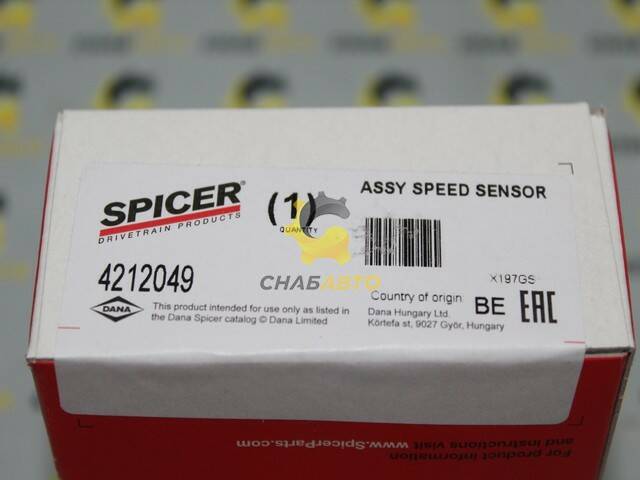 SPICER®
DRIVETRAIN PRODUCTS
(1)
QUANTITY
ASSY SPEED SENSOR
4212049
СНАБАВТО
X197GS
DANA
This product intended for use only as listed in
the Dana Spicer catalog © Dana Limited
Country of origin
BE
EAC
Dana Hungary Ltd.
Körtefa st, 9027 Győr, Hungary
For product information
and instructions visit
www.SpicerParts.com